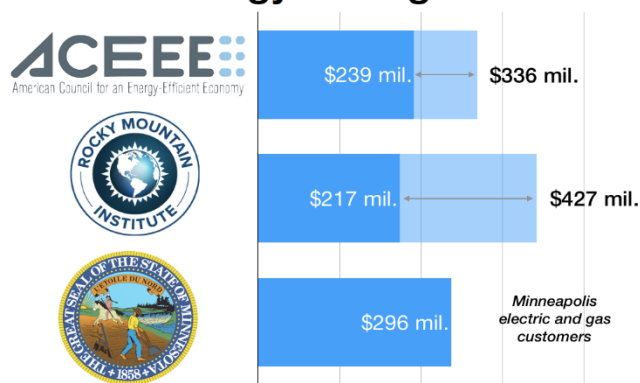 ACEEE
American Council for an Energy-Efficient Economy
$239 mil.
$336 mil.
ROCKY MOUNTAIN
INSTITUTE
$217 mil.
$427 mil.
THE GREAT SEAL OF THE STATE OF MINNESOTA
L'ETOILE DU NORD
1858
$296 mil.
Minneapolis
electric and gas
customers